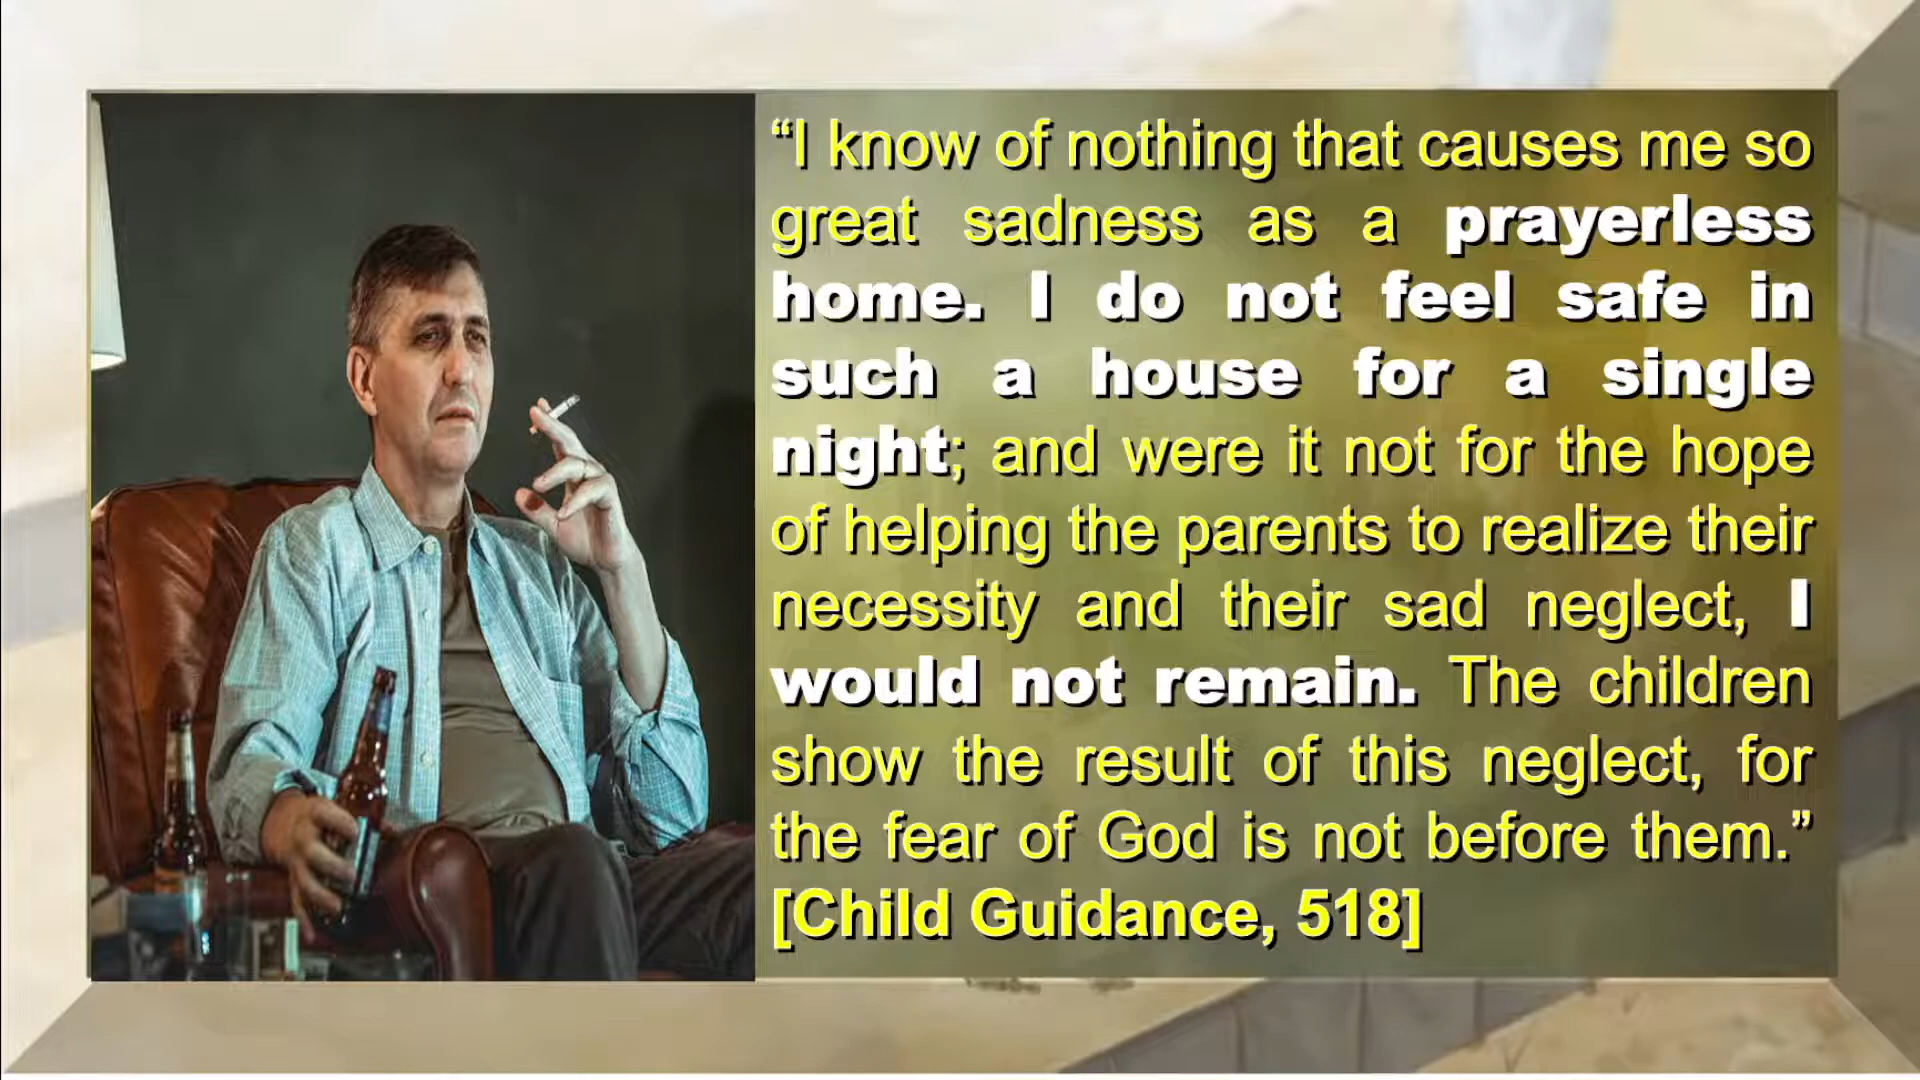 “I know of nothing that causes me so
great sadness as a prayerless
home. I do not feel safe in
such a house for a single
night; and were it not for the hope
of helping the parents to realize their
necessity and their sad neglect, I
would not remain. The children
show the result of this neglect, for
the fear of God is not before them.”
[Child Guidance, 518]